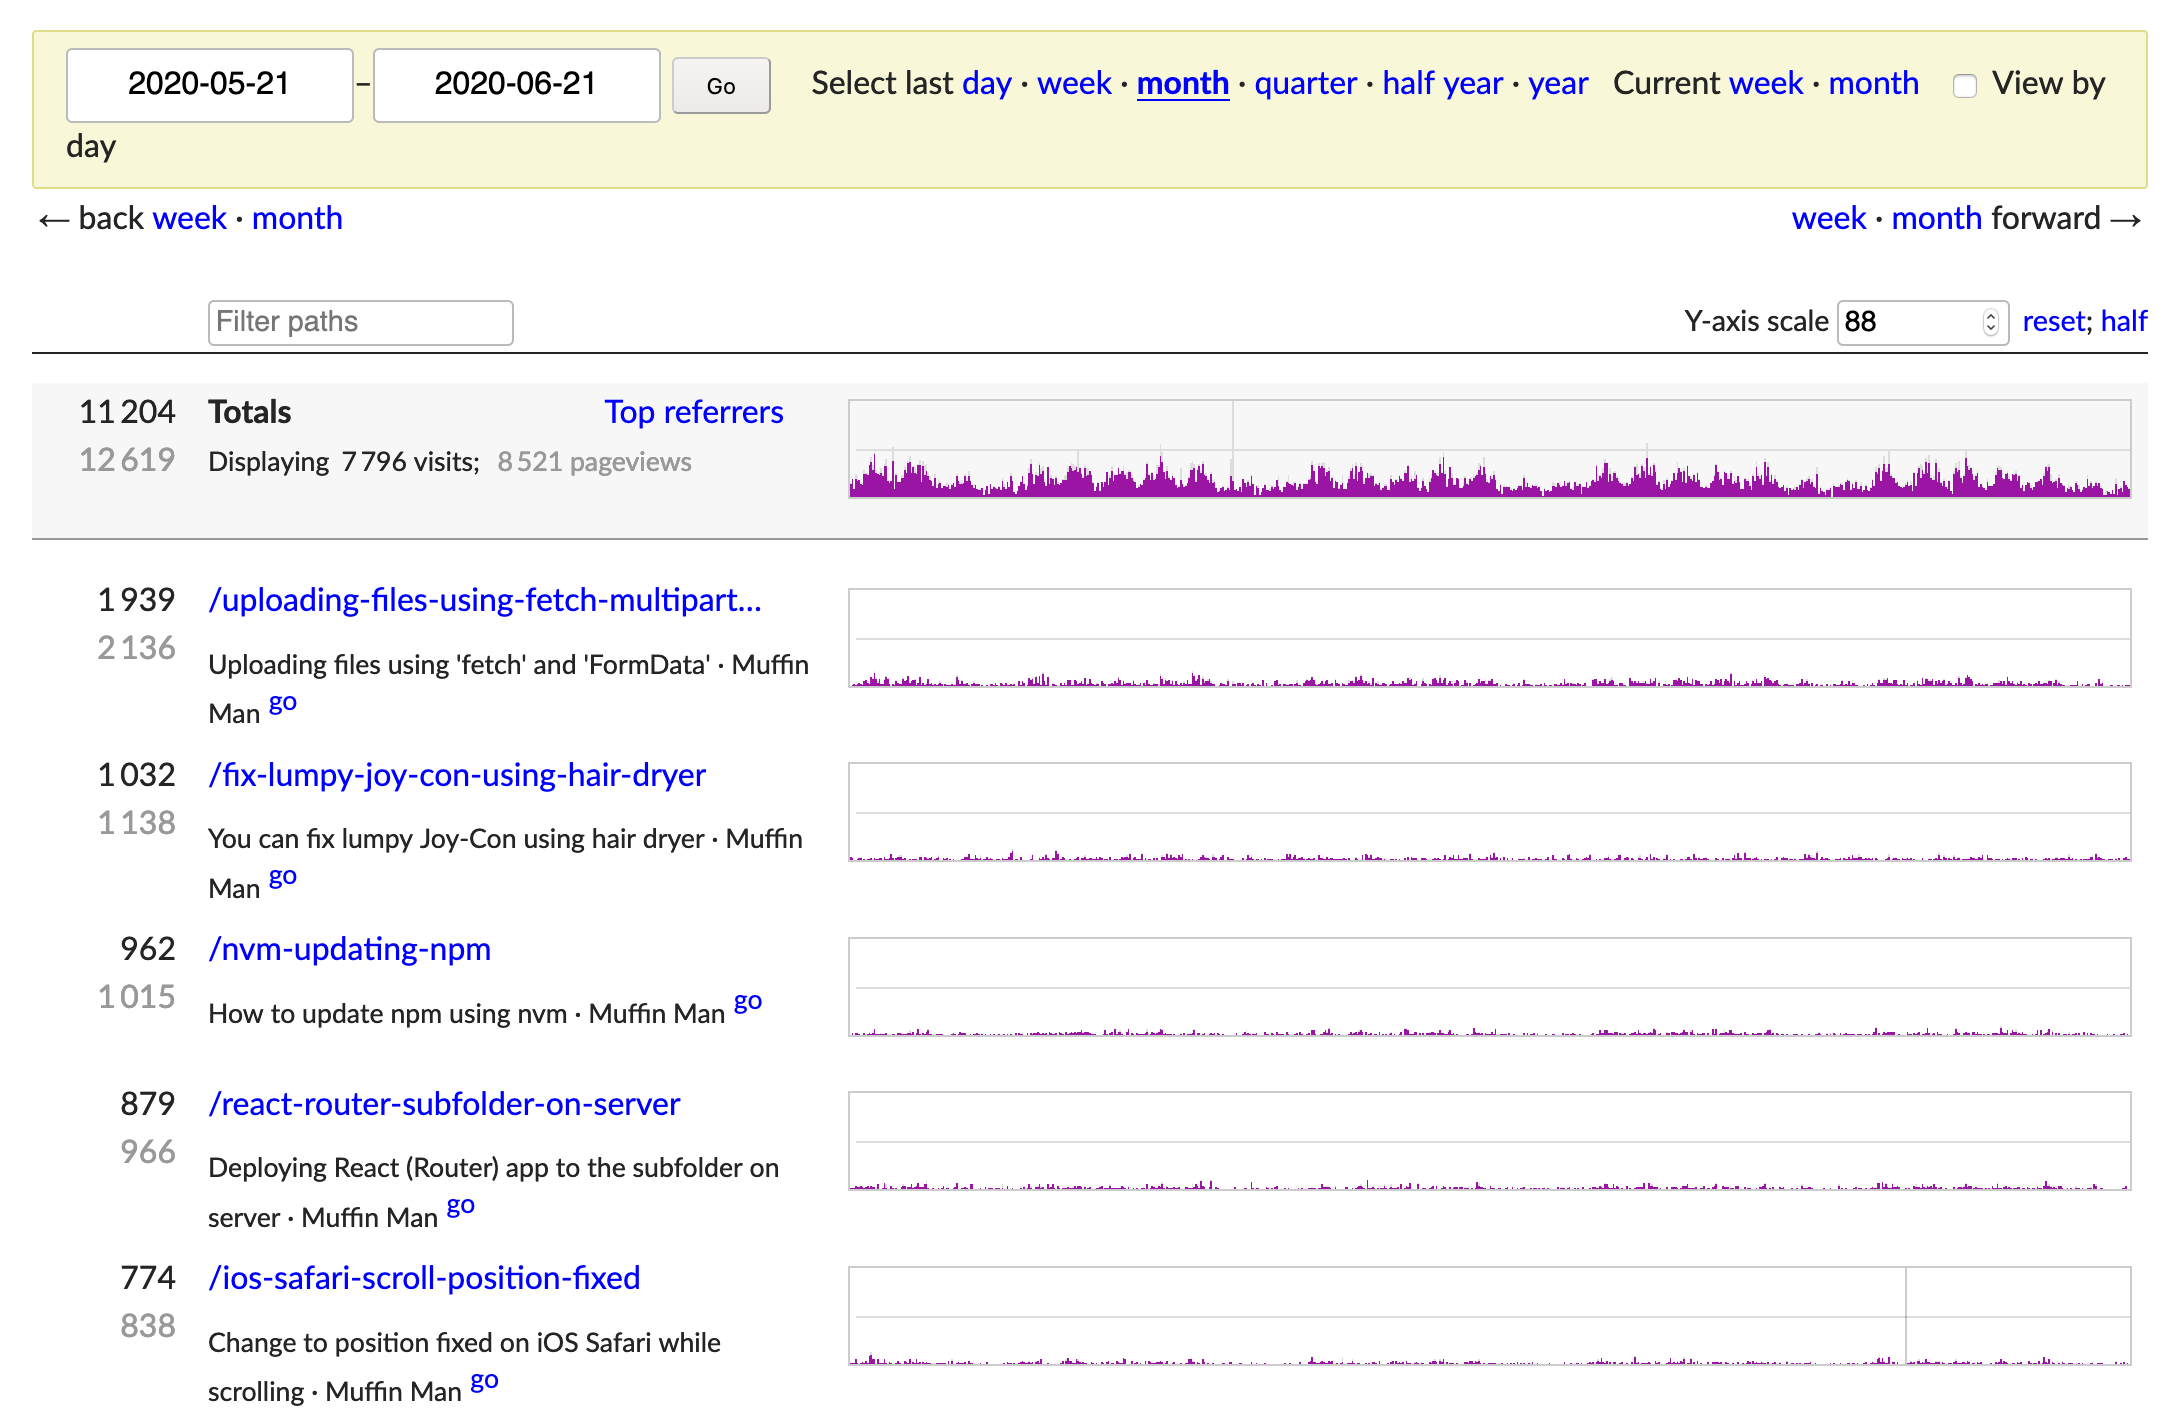 2020-05-21 – 2020-06-21 Go Select last day · week · month · quarter · half year · year Current week · month View by
day
← back week · month week · month forward →
Filter paths Y-axis scale 88 reset; half
11 204 Totals Top referrers
12 619 Displaying 7 796 visits; 8 521 pageviews
1 939 /uploading-files-using-fetch-multipart...
2 136
Uploading files using 'fetch' and 'FormData' · Muffin
Man go
1 032 /fix-lumpy-joy-con-using-hair-dryer
1 138
You can fix lumpy Joy-Con using hair dryer · Muffin
Man go
962 /nvm-updating-npm
1 015
How to update npm using nvm · Muffin Man go
879 /react-router-subfolder-on-server
966
Deploying React (Router) app to the subfolder on
server · Muffin Man go
774 /ios-safari-scroll-position-fixed
838
Change to position fixed on iOS Safari while
scrolling · Muffin Man go